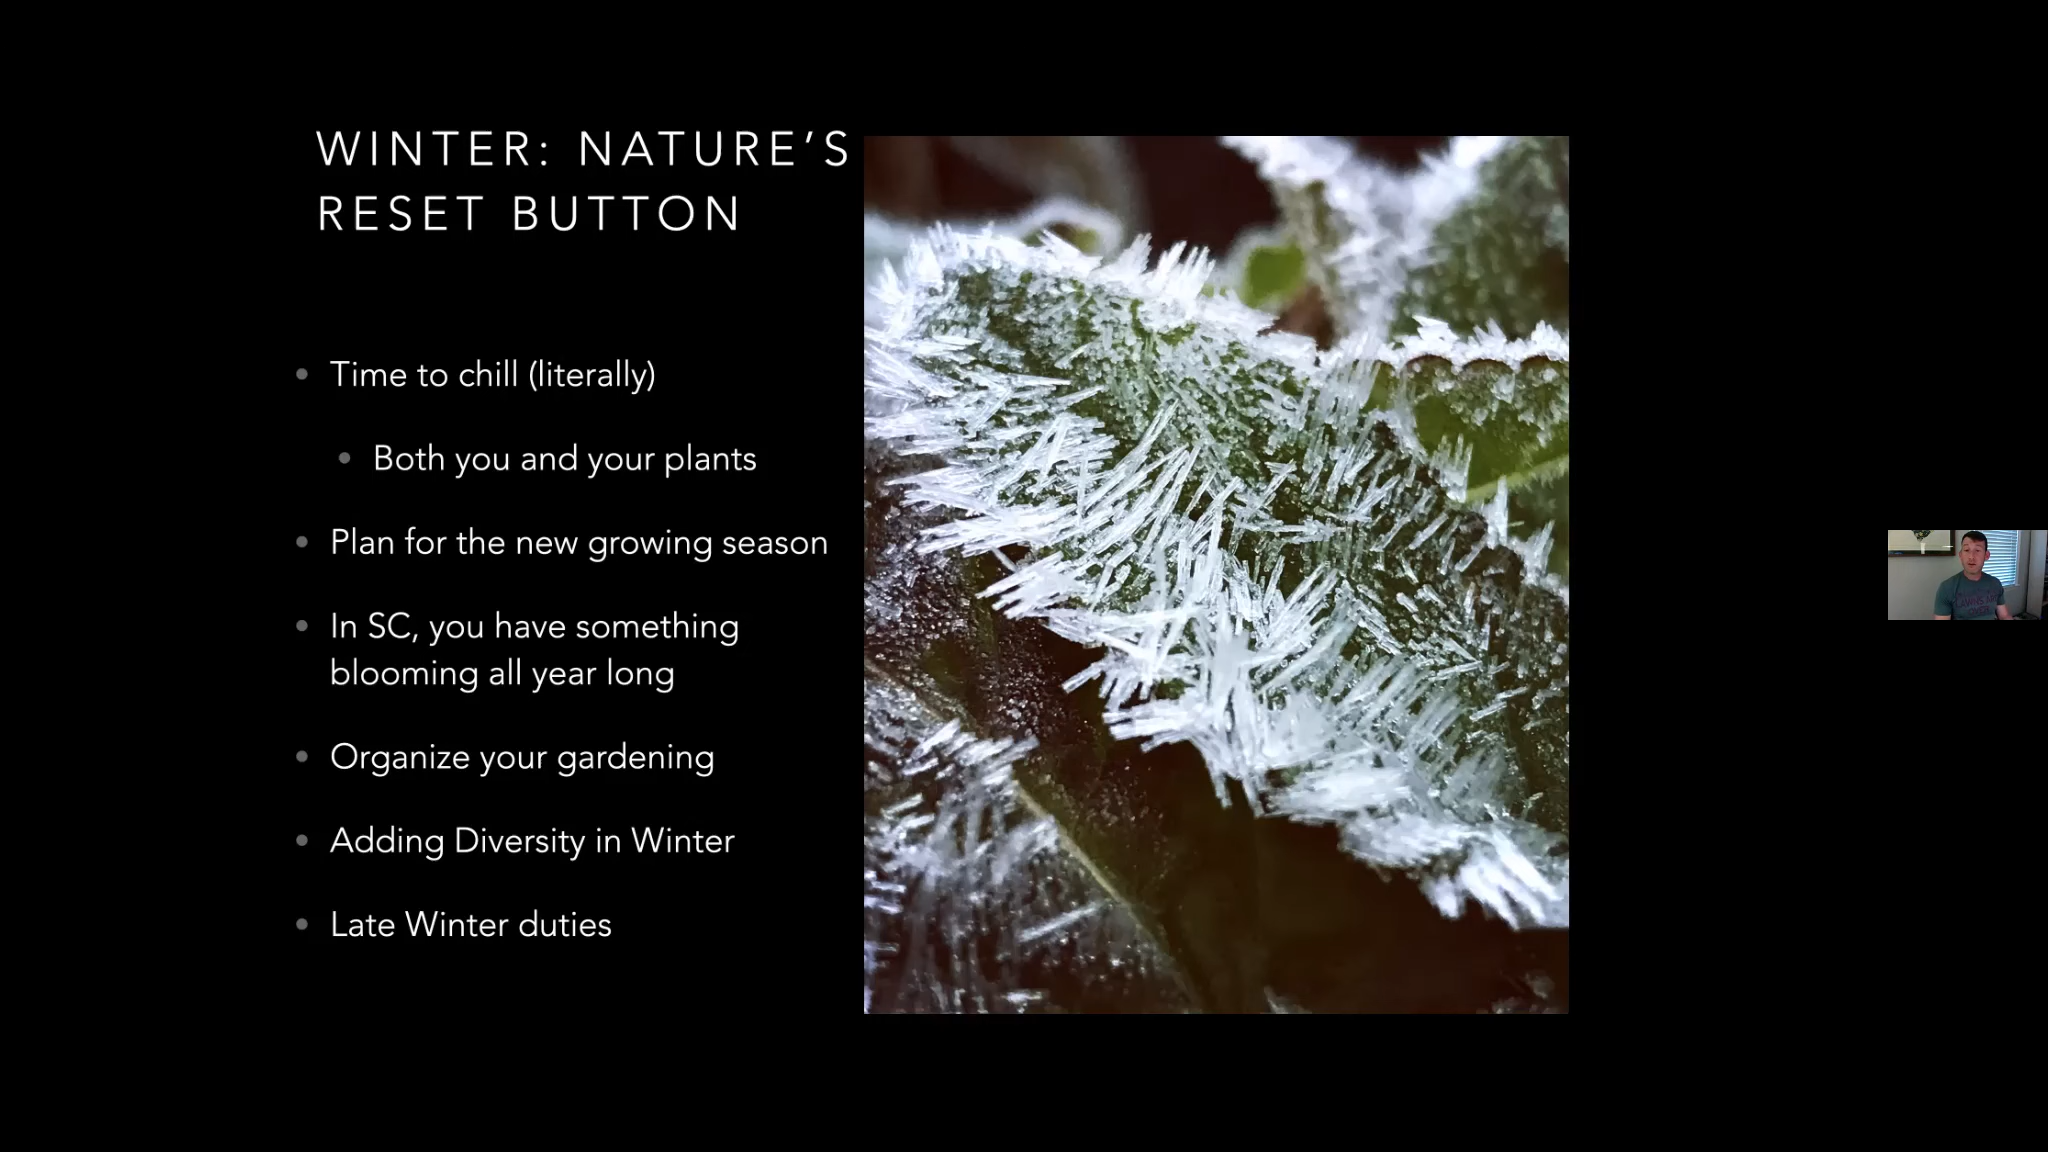 WINTER: NATURE’S
RESET BUTTON
• Time to chill (literally)
• Both you and your plants
• Plan for the new growing season
• In SC, you have something
blooming all year long
• Organize your gardening
• Adding Diversity in Winter
• Late Winter duties